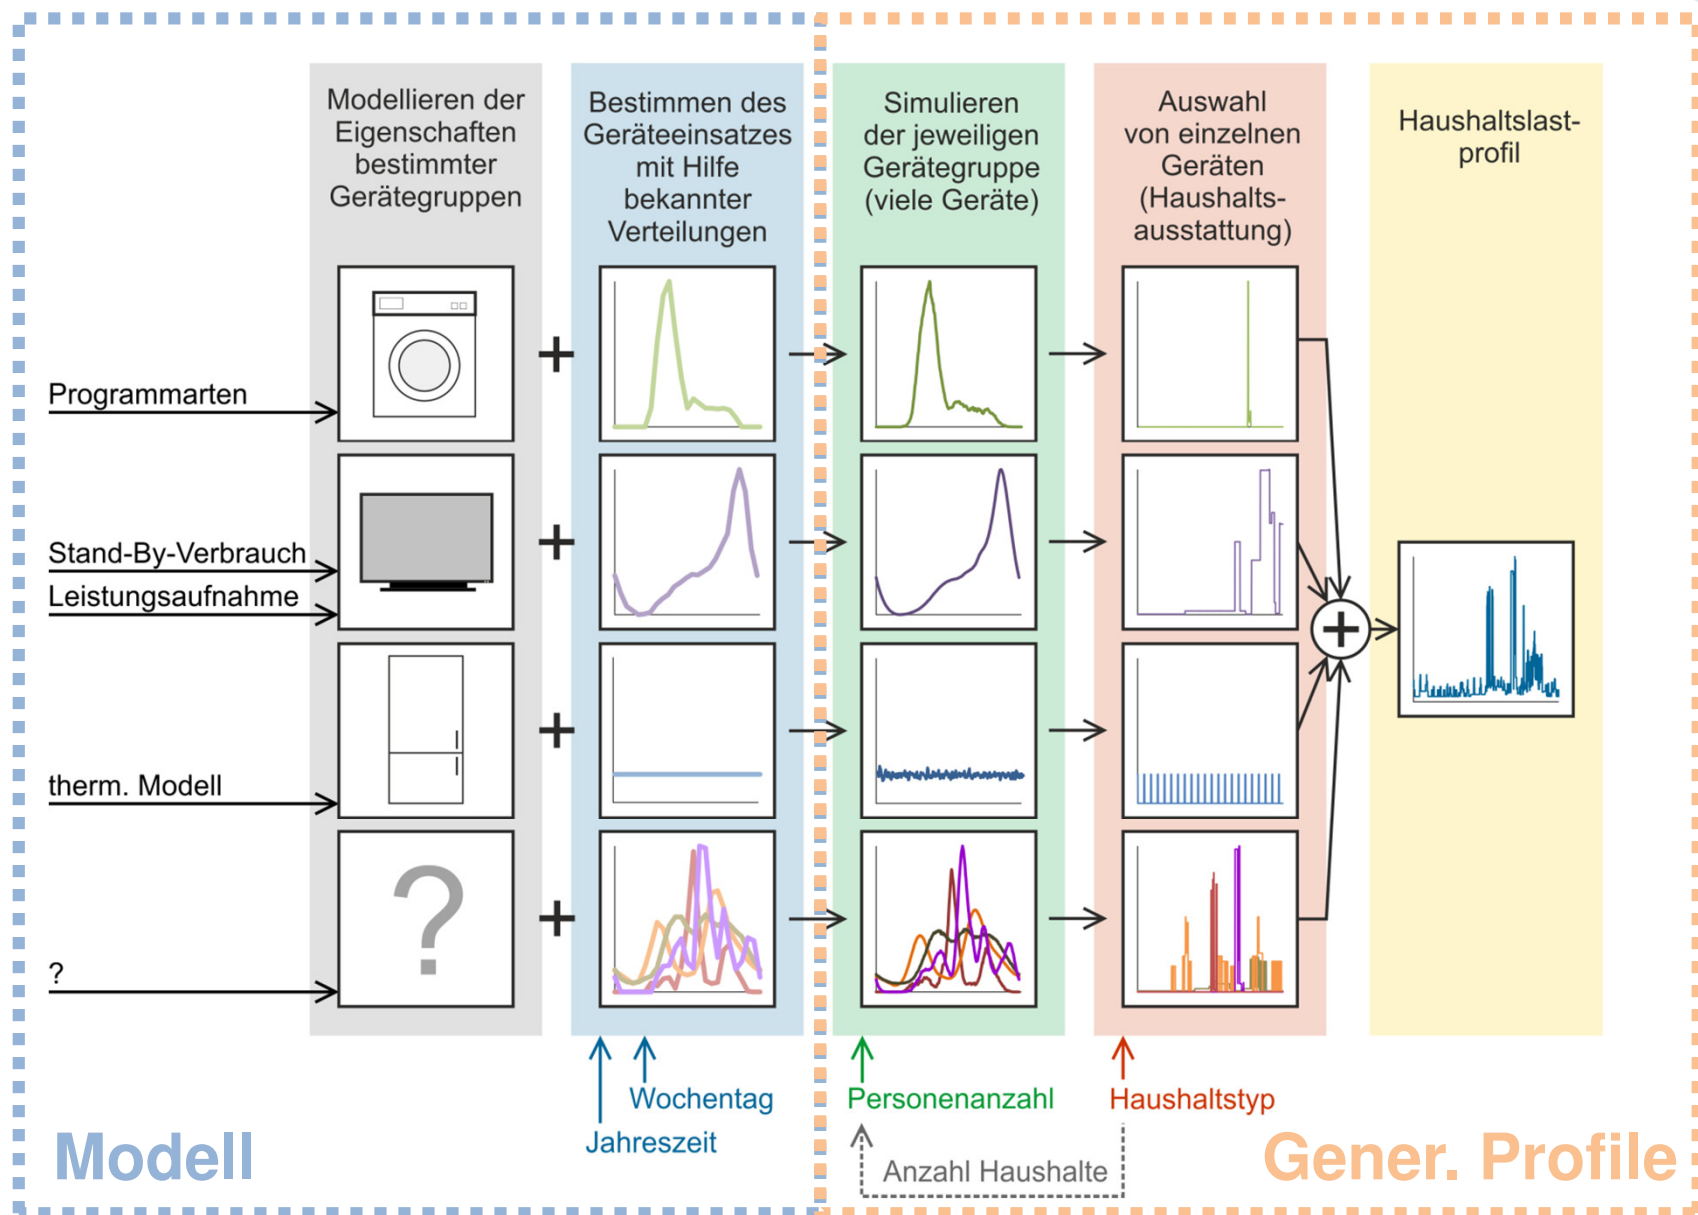 Modellieren der
Eigenschaften
bestimmter
Gerätegruppen
Bestimmen des
Geräteeinsatzes
mit Hilfe
bekannter
Verteilungen
Simulieren
der jeweiligen
Gerätegruppe
(viele Geräte)
Auswahl
von einzelnen
Geräten
(Haushalts-
ausstattung)
Haushaltslast-
profil
Programmarten
Stand-By-Verbrauch
Leistungsaufnahme
therm. Modell
?
?
Wochentag
Jahreszeit
Personenanzahl
Haushaltstyp
Anzahl Haushalte
Modell
Gener. Profile